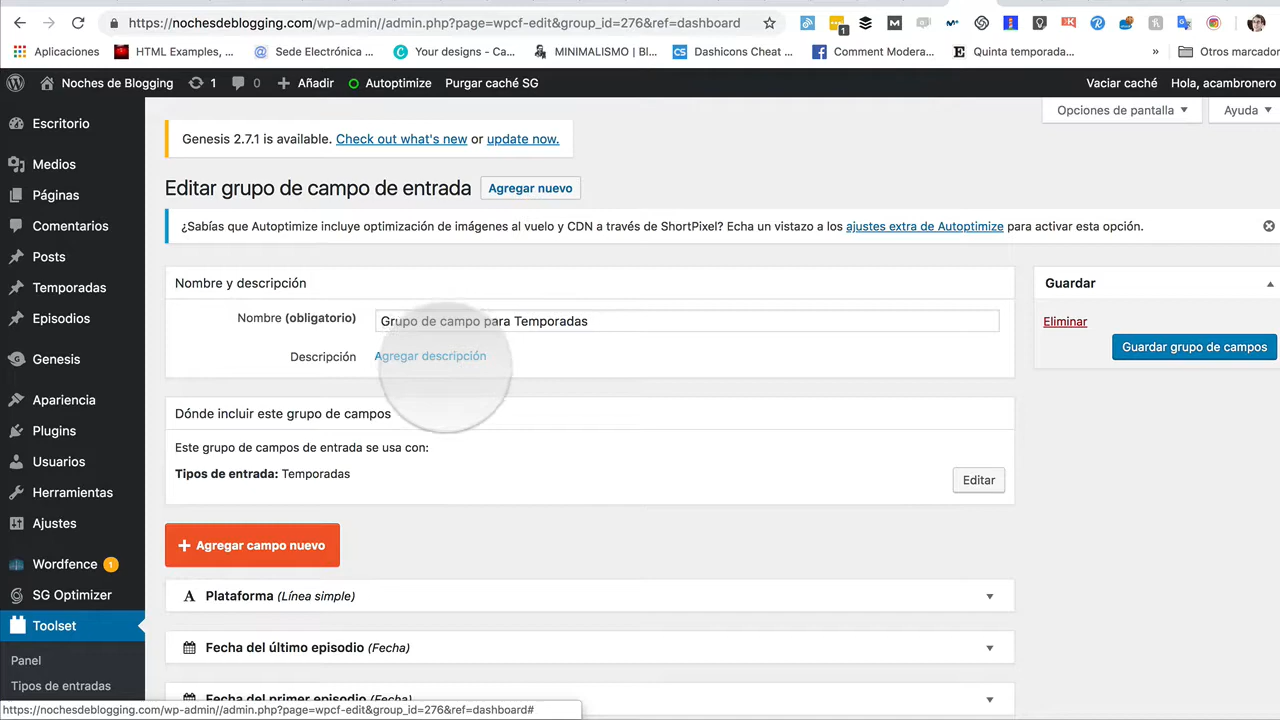 https://nochesdeblogging.com/wp-admin//admin.php?page=wpcf-edit&group_id=276&ref=dashboard
1
Aplicaciones
HTML Examples, ...
Sede Electrónica ...
Your designs - Ca...
MINIMALISMO | Bl...
Dashicons Cheat ...
Comment Modera...
Quinta temporada...
»
Otros marcador
Noches de Blogging
1
0
Añadir
Autoptimize
Purgar caché SG
Vaciar caché
Hola, acambronero
Opciones de pantalla
Ayuda
Escritorio
Medios
Páginas
Comentarios
Posts
Temporadas
Episodios
Genesis
Apariencia
Plugins
Usuarios
Herramientas
Ajustes
Wordfence 1
SG Optimizer
Toolset
Panel
Tipos de entradas
Genesis 2.7.1 is available. Check out what's new or update now.
Editar grupo de campo de entrada
Agregar nuevo
¿Sabías que Autoptimize incluye optimización de imágenes al vuelo y CDN a través de ShortPixel? Echa un vistazo a los ajustes extra de Autoptimize para activar esta opción.
Nombre y descripción
Nombre (obligatorio)
Grupo de campo para Temporadas
Descripción
Agregar descripción
Guardar
Eliminar
Guardar grupo de campos
Dónde incluir este grupo de campos
Este grupo de campos de entrada se usa con:
Tipos de entrada: Temporadas
Editar
+ Agregar campo nuevo
Plataforma (Línea simple)
Fecha del último episodio (Fecha)
Fecha del primer episodio (Fecha)
https://nochesdeblogging.com/wp-admin//admin.php?page=wpcf-edit&group_id=276&ref=dashboard#